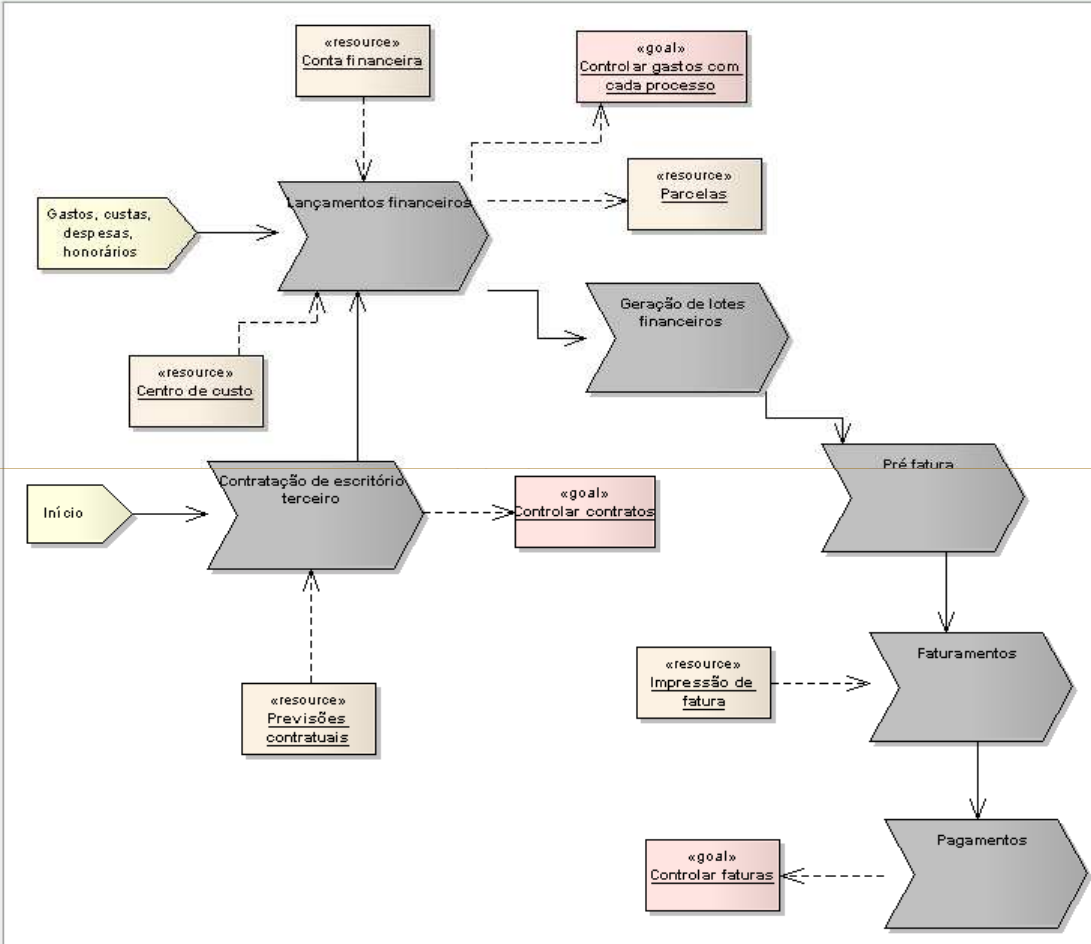 «resource»
Conta financeira
«goal»
Controlar gastos com
cada processo
«resource»
Parcelas
Lançamentos financeiros
Gastos, custas,
despesas,
honorários
Geração de lotes
financeiros
«resource»
Centro de custo
Pré fatura
Contratação de escritório
terceiro
Início
«goal»
Controlar contratos
«resource»
Previsões
contratuais
«resource»
Impressão de
fatura
Faturamentos
Pagamentos
«goal»
Controlar faturas